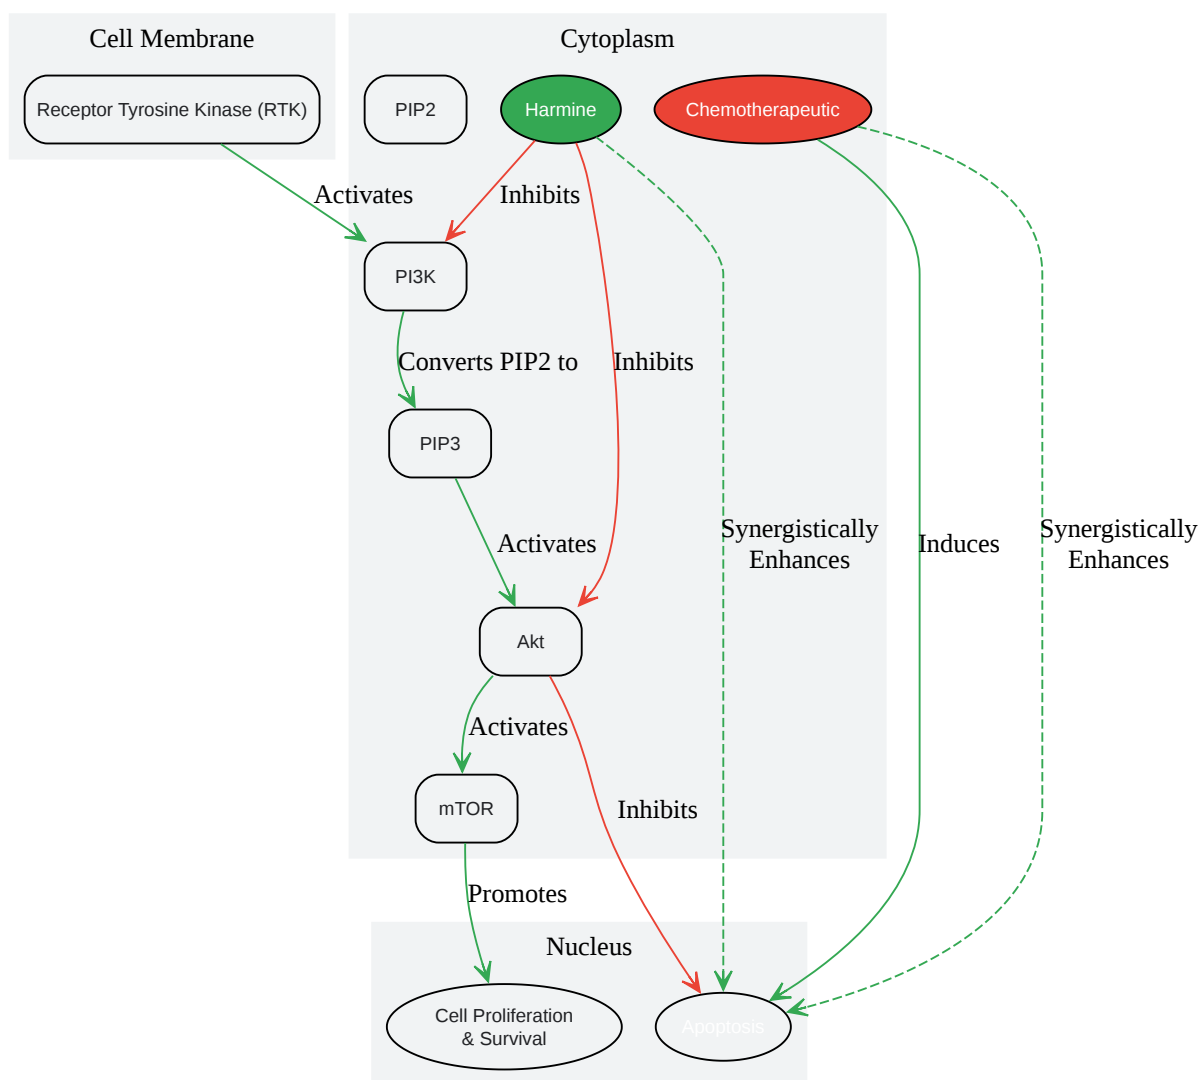 Cell Membrane
Cytoplasm
Receptor Tyrosine Kinase (RTK)
PIP2
Harmine
Chemotherapeutic
Activates
Inhibits
PI3K
Converts PIP2 to
Inhibits
PIP3
Activates
Synergistically
Enhances
Induces
Synergistically
Enhances
Akt
Activates
mTOR
Inhibits
Promotes
Nucleus
Cell Proliferation
& Survival
Apoptosis